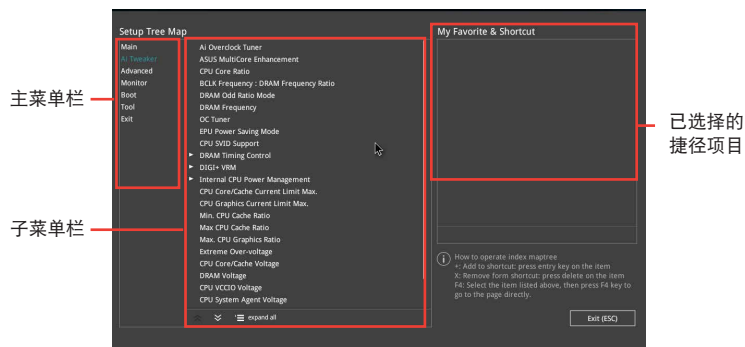 Setup Tree Map
Main
Ai Tweaker
Advanced
Monitor
Boot
Tool
Exit
Ai Overclock Tuner
ASUS MultiCore Enhancement
CPU Core Ratio
BCLK Frequency : DRAM Frequency Ratio
DRAM Odd Ratio Mode
DRAM Frequency
OC Tuner
EPU Power Saving Mode
CPU SVID Support
DRAM Timing Control
DIGI+ VRM
Internal CPU Power Management
CPU Core/Cache Current Limit Max.
CPU Graphics Current Limit Max.
Min. CPU Cache Ratio
Max CPU Cache Ratio
Max. CPU Graphics Ratio
Extreme Over-voltage
CPU Core/Cache Voltage
DRAM Voltage
CPU VCCIO Voltage
CPU System Agent Voltage
expand all
My Favorite & Shortcut
How to operate index maptree
+: Add to shortcut: press entry key on the item
X: Remove form shortcut: press delete on the item
F4: Select the item listed above, then press F4 key to
go to the page directly.
Exit (ESC)
主菜单栏
子菜单栏
已选择的
捷径项目